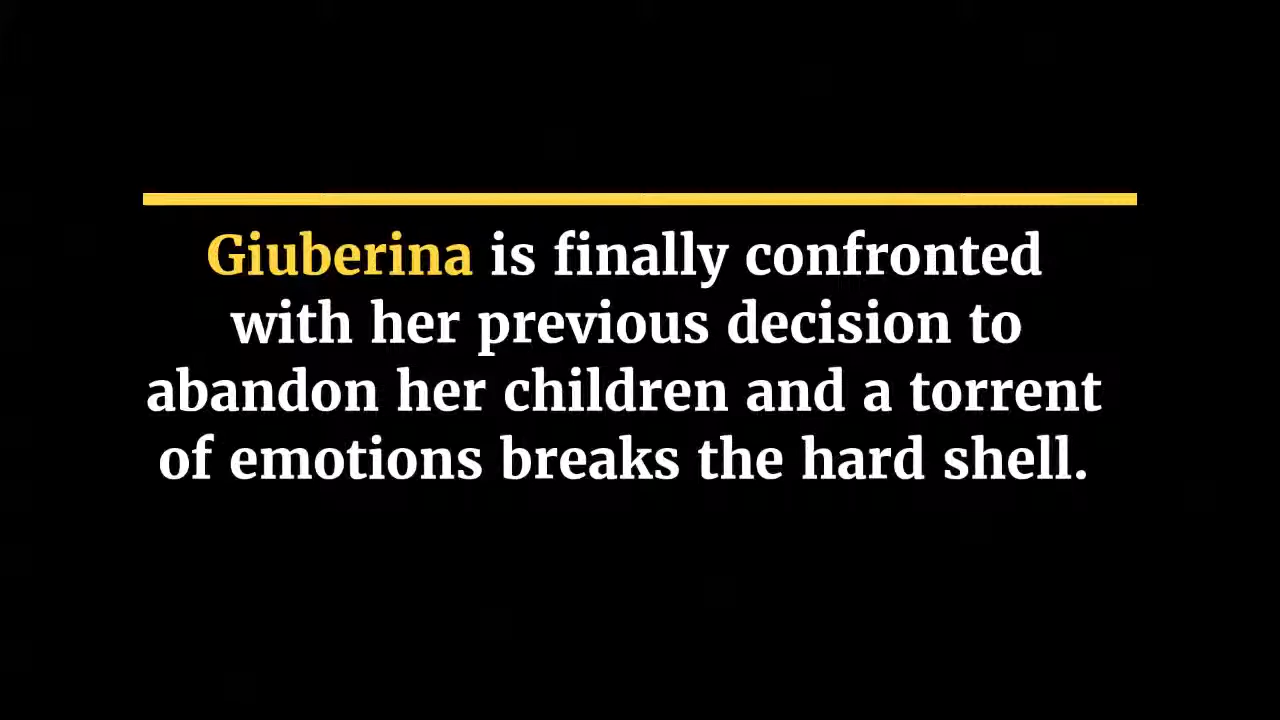 Giuberina is finally confronted
with her previous decision to
abandon her children and a torrent
of emotions breaks the hard shell.